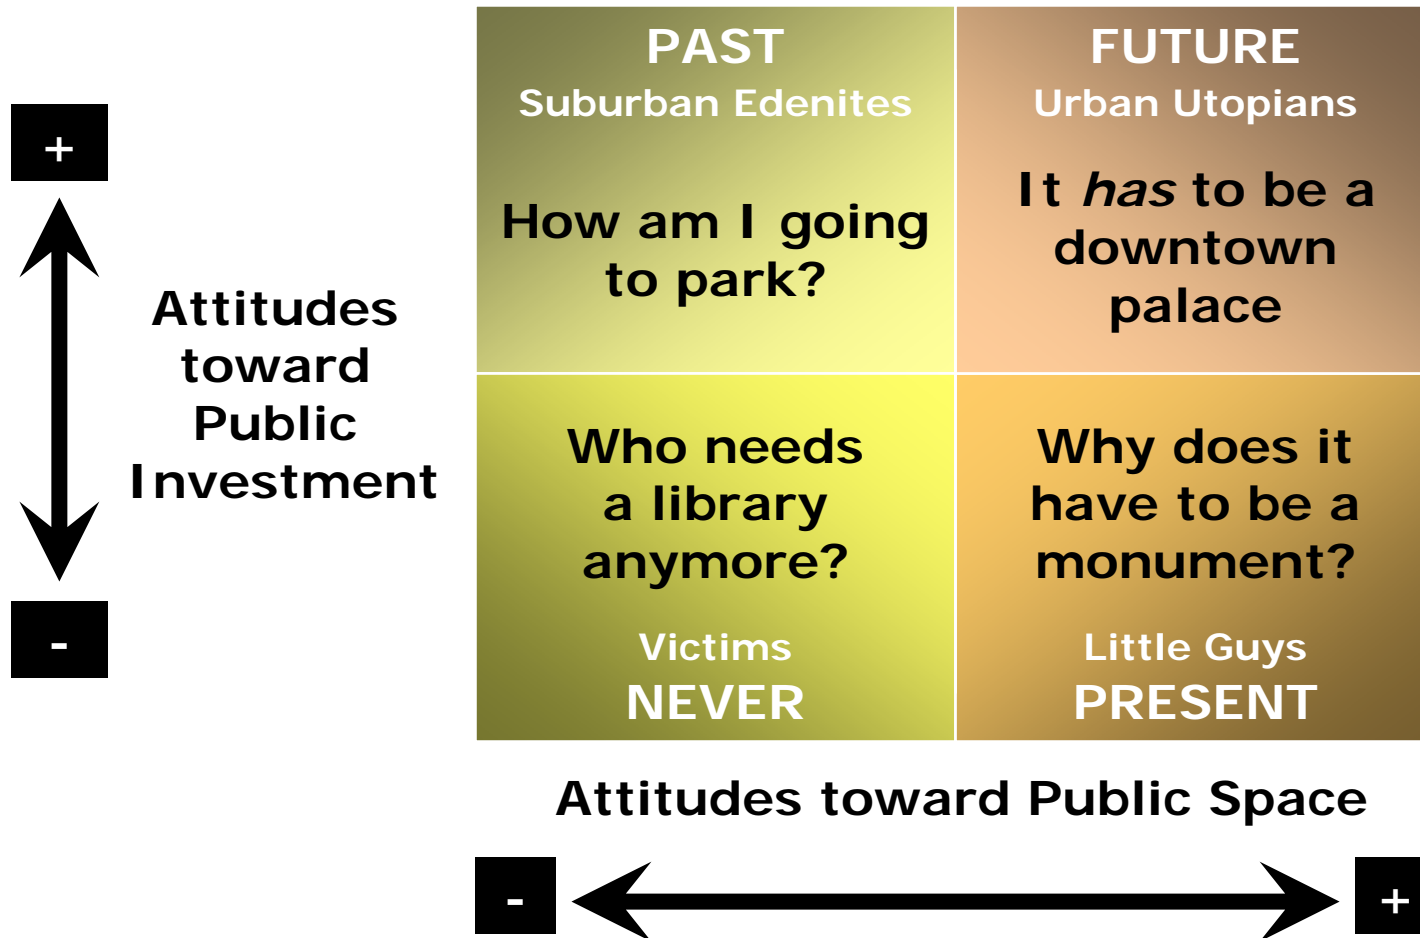 +
Attitudes
toward
Public
Investment
-
PAST
Suburban Edenites
How am I going
to park?
FUTURE
Urban Utopians
It has to be a
downtown
palace
Who needs
a library
anymore?
Victims
NEVER
Why does it
have to be a
monument?
Little Guys
PRESENT
Attitudes toward Public Space
-
+